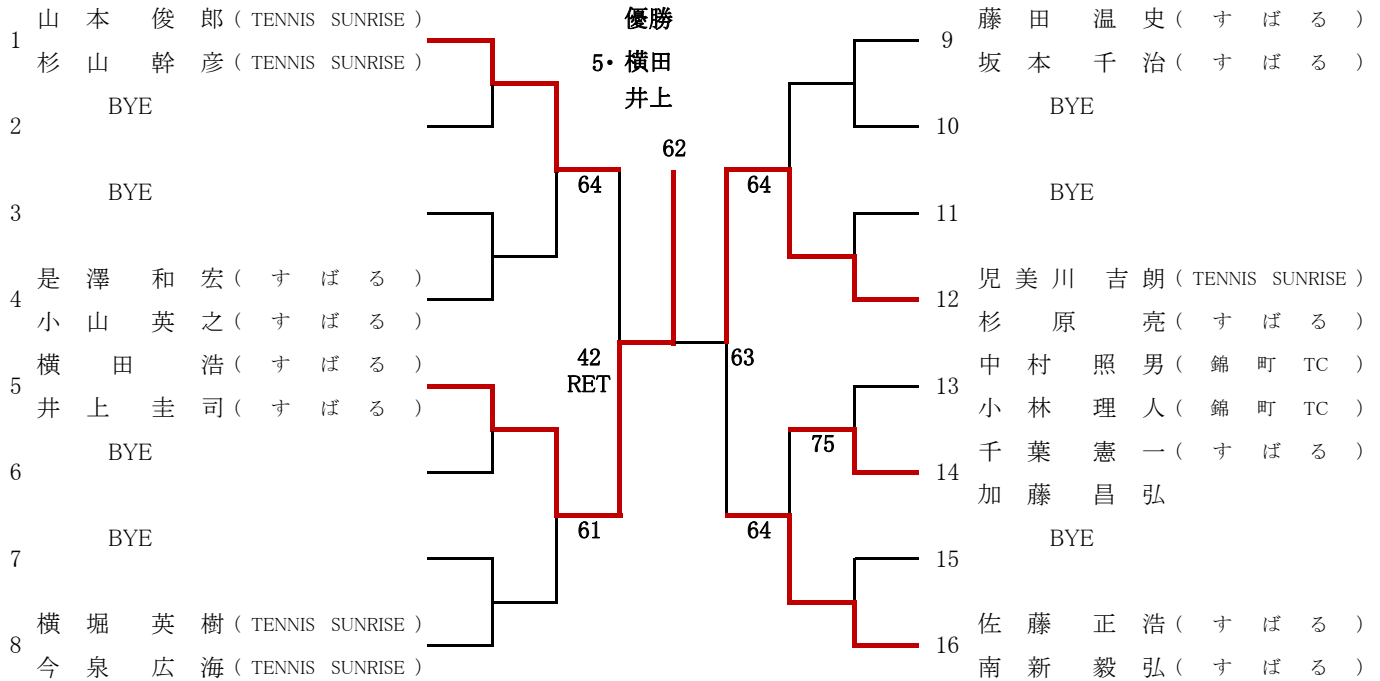 優勝
5・ 横田
井上
62
1 山本 俊郎 ( TENNIS SUNRISE )
杉山 幹彦 ( TENNIS SUNRISE )
2 BYE
64
3 BYE
4 是澤 和宏 ( すばる )
小山 英之 ( すばる )
42
RET
5 横田 浩 ( すばる )
井上 圭司 ( すばる )
6 BYE
61
7 BYE
8 横堀 英樹 ( TENNIS SUNRISE )
今泉 広海 ( TENNIS SUNRISE )
9 藤田 温史 ( すばる )
坂本 千治 ( すばる )
10 BYE
64
11 BYE
12 児美川 吉朗 ( TENNIS SUNRISE )
杉原 亮 ( すばる )
63
13 中村 照男 ( 錦町 TC )
小林 理人 ( 錦町 TC )
75
14 千葉 憲一 ( すばる )
加藤 昌弘
64
15 BYE
16 佐藤 正浩 ( すばる )
南新 毅弘 ( すばる )